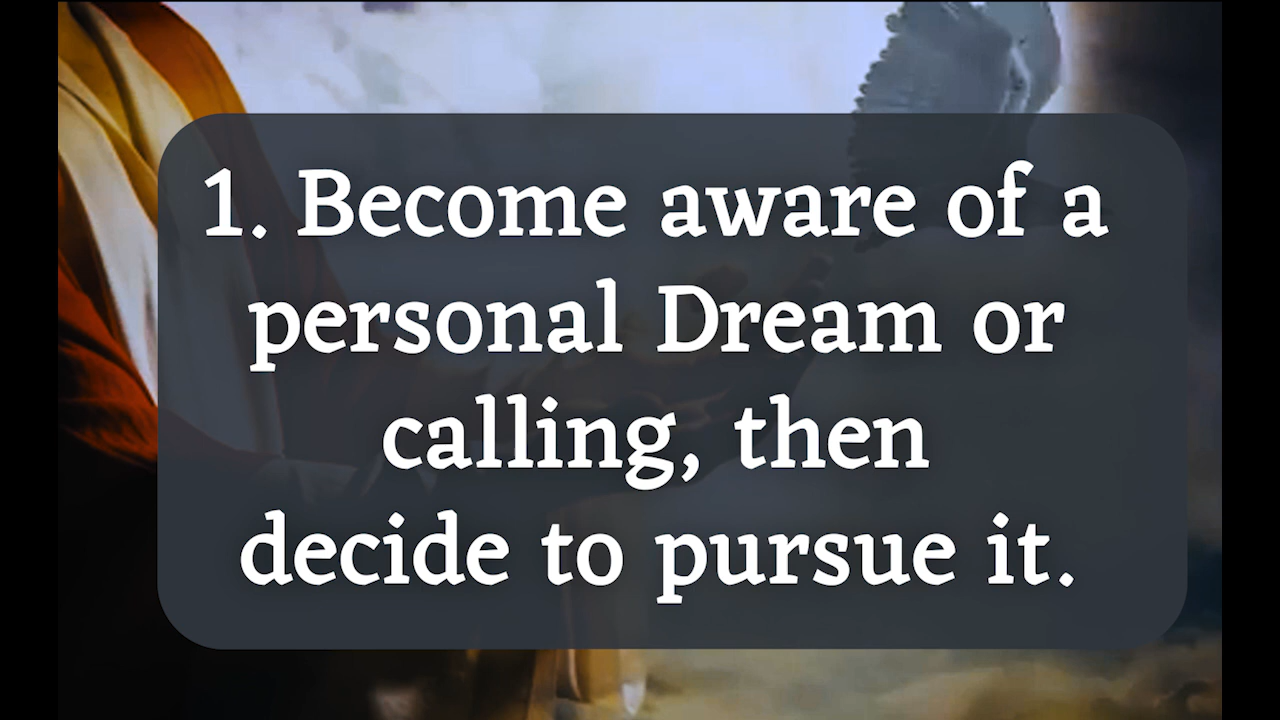 1. Become aware of a
personal Dream or
calling, then
decide to pursue it.